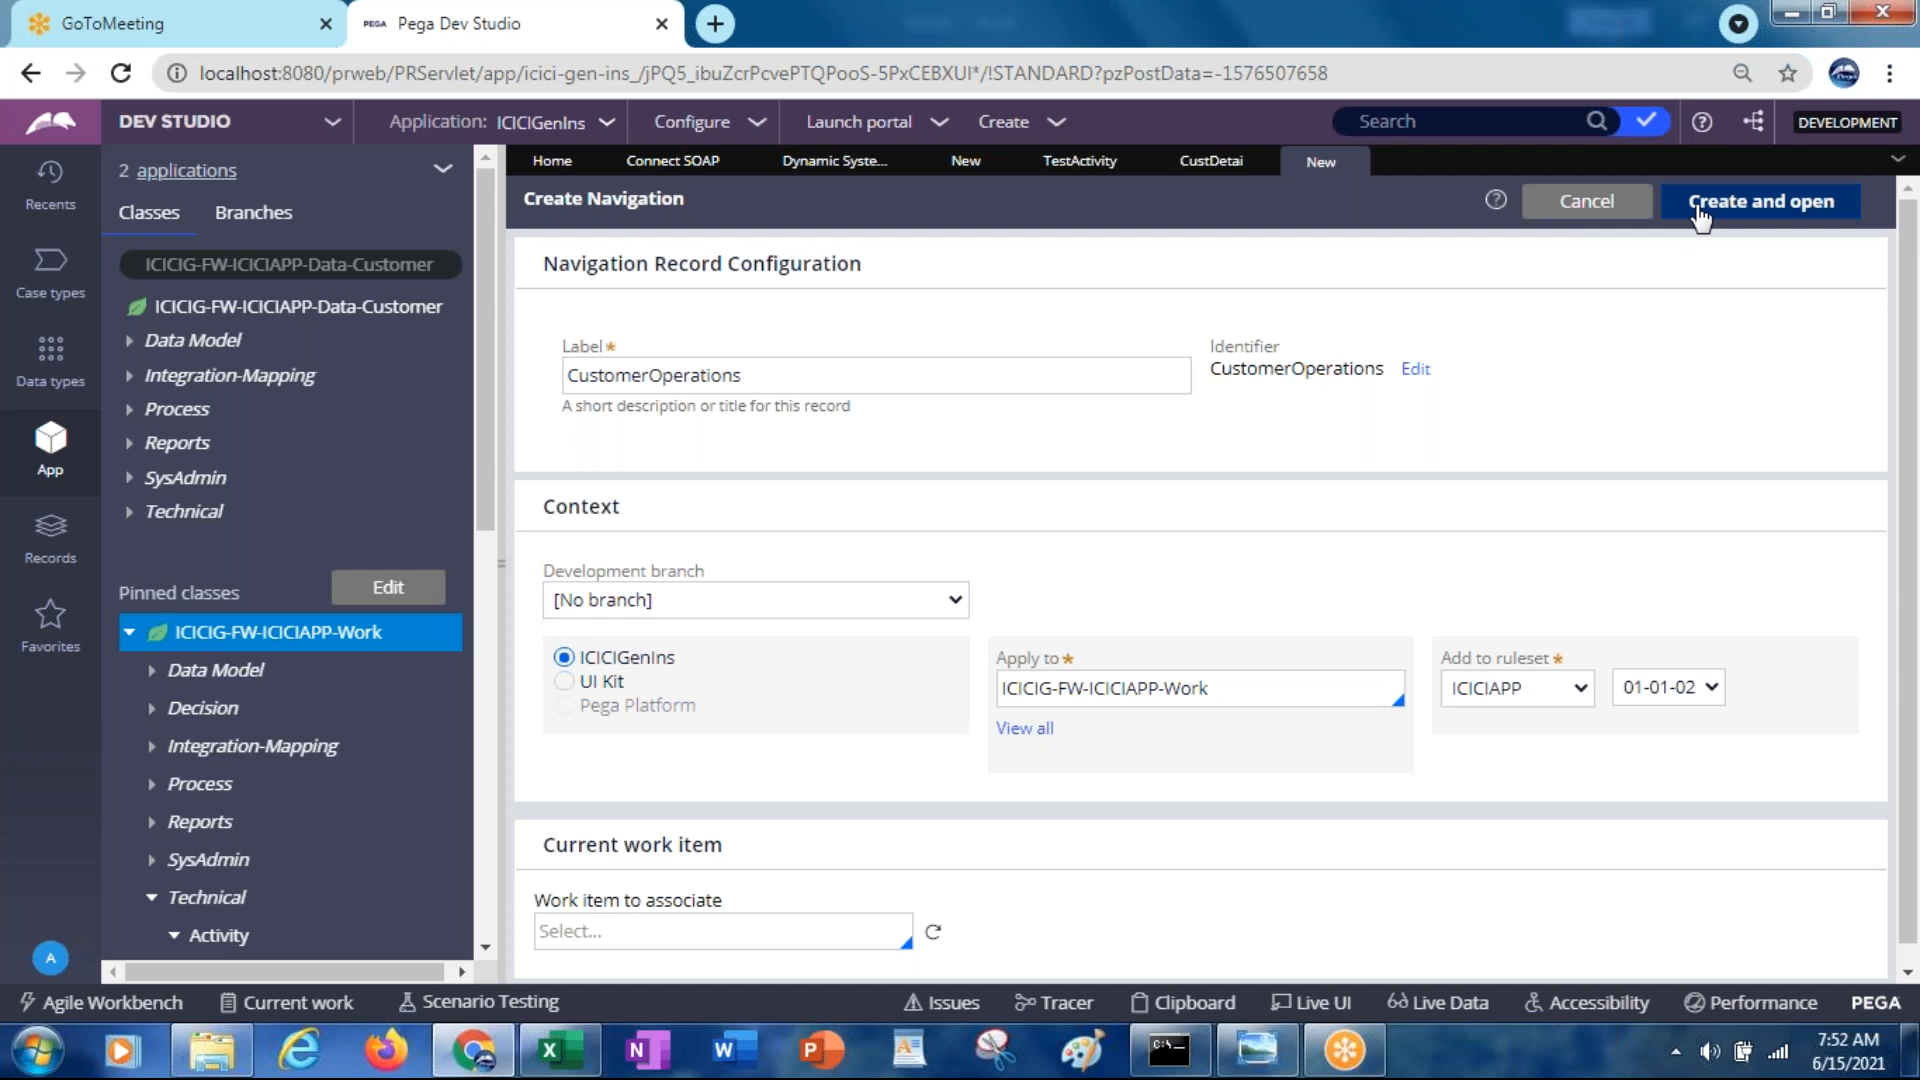 GoToMeeting
PEGA Pega Dev Studio
localhost:8080/prweb/PRServlet/app/icici-gen-ins_/jPQ5_ibuZcrPcvePTQPooS-5PxCEBXUI*/!STANDARD?pzPostData=-1576507658
DEV STUDIO
Application: ICICIGenIns
Configure
Launch portal
Create
Search
DEVELOPMENT
Recents
Case types
Data types
App
Records
Favorites
A
2 applications
Classes Branches
ICICIG-FW-ICICIAPP-Data-Customer
ICICIG-FW-ICICIAPP-Data-Customer
Data Model
Integration-Mapping
Process
Reports
SysAdmin
Technical
Pinned classes Edit
ICICIG-FW-ICICIAPP-Work
Data Model
Decision
Integration-Mapping
Process
Reports
SysAdmin
Technical
Activity
Home Connect SOAP Dynamic Syste... New TestActivity CustDetai New
Create Navigation
Cancel
Create and open
Navigation Record Configuration
Label
CustomerOperations
A short description or title for this record
Identifier
CustomerOperations Edit
Context
Development branch
[No branch]
ICICIGenIns
UI Kit
Pega Platform
Apply to
ICICIG-FW-ICICIAPP-Work
View all
Add to ruleset
ICICIAPP 01-01-02
Current work item
Work item to associate
Select...
Agile Workbench Current work Scenario Testing Issues Tracer Clipboard Live UI Live Data Accessibility Performance PEGA
7:52 AM
6/15/2021